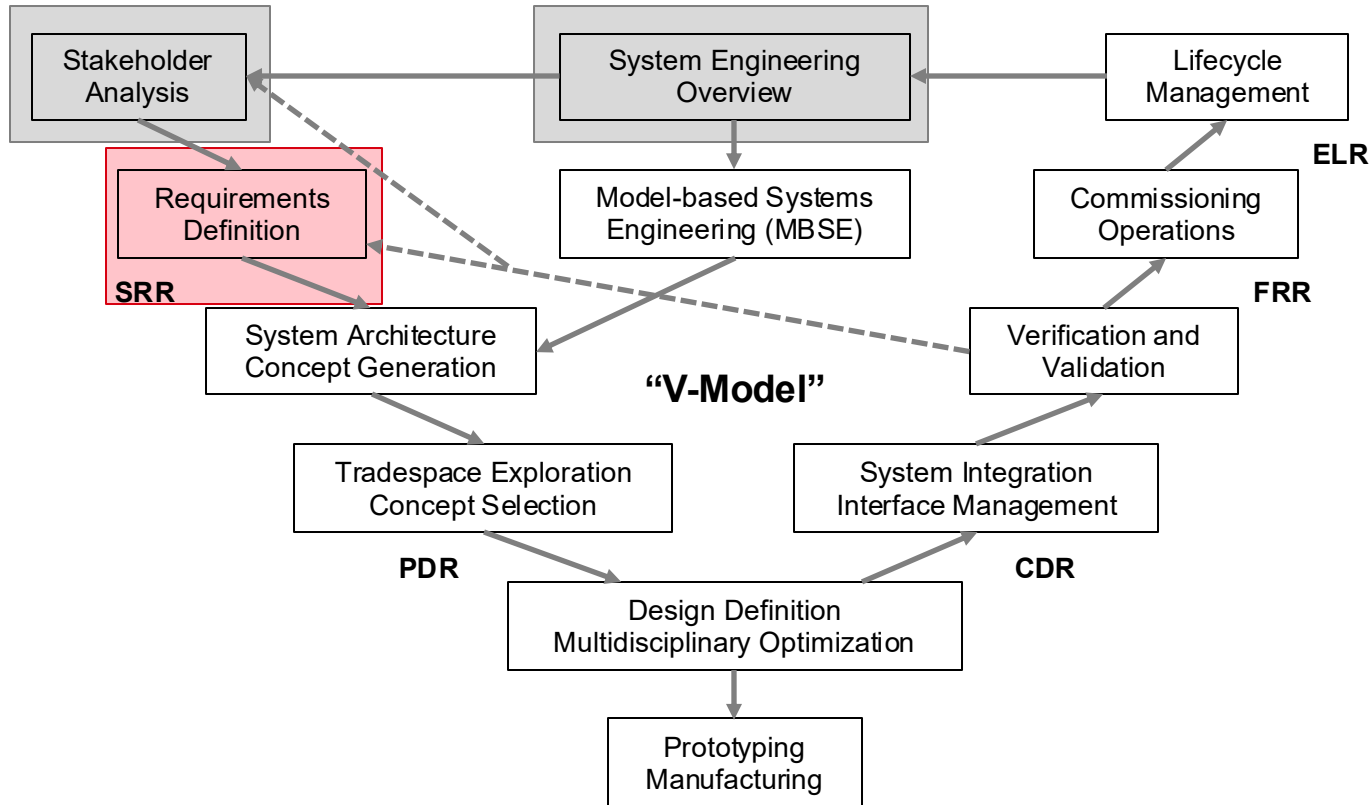 Stakeholder
Analysis
System Engineering
Overview
Lifecycle
Management
ELR
Requirements
Definition
SRR
Model-based Systems
Engineering (MBSE)
Commissioning
Operations
FRR
System Architecture
Concept Generation
Verification and
Validation
“V-Model”
Tradespace Exploration
Concept Selection
System Integration
Interface Management
PDR
CDR
Design Definition
Multidisciplinary Optimization
Prototyping
Manufacturing